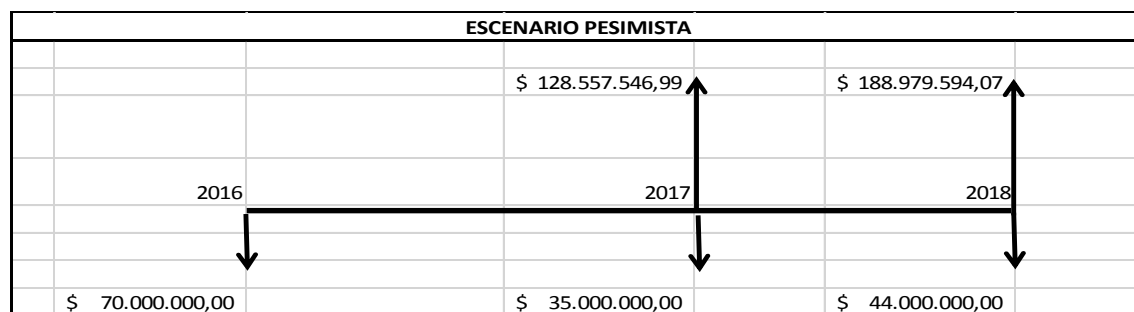 ESCENARIO PESIMISTA
$ 128.557.546,99 $ 188.979.594,07
2016 2017 2018
$ 70.000.000,00 $ 35.000.000,00 $ 44.000.000,00